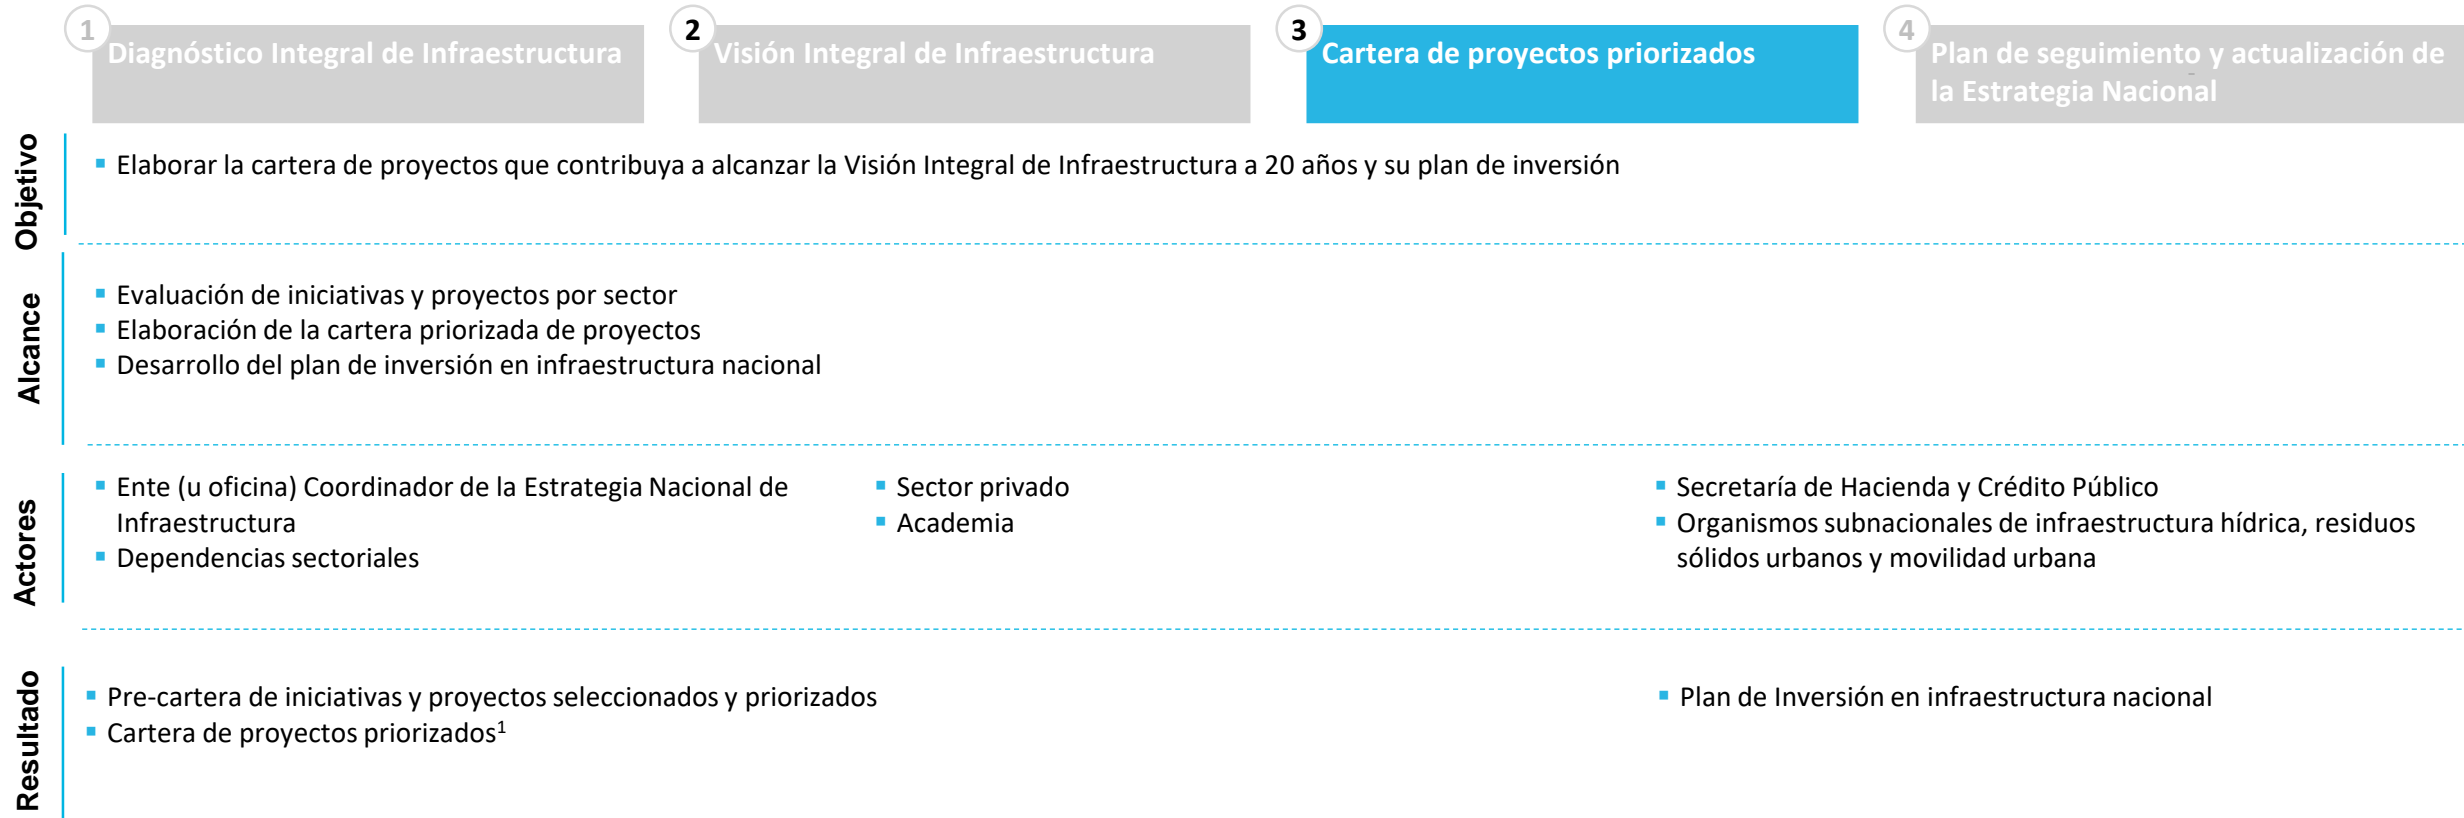 1
Diagnóstico Integral de Infraestructura
2
Visión Integral de Infraestructura
3
Cartera de proyectos priorizados
4
Plan de seguimiento y actualización de
la Estrategia Nacional
Objetivo
▪ Elaborar la cartera de proyectos que contribuya a alcanzar la Visión Integral de Infraestructura a 20 años y su plan de inversión
Alcance
▪ Evaluación de iniciativas y proyectos por sector
▪ Elaboración de la cartera priorizada de proyectos
▪ Desarrollo del plan de inversión en infraestructura nacional
Actores
▪ Ente (u oficina) Coordinador de la Estrategia Nacional de
Infraestructura
▪ Dependencias sectoriales
▪ Sector privado
▪ Academia
▪ Secretaría de Hacienda y Crédito Público
▪ Organismos subnacionales de infraestructura hídrica, residuos
sólidos urbanos y movilidad urbana
Resultado
▪ Pre-cartera de iniciativas y proyectos seleccionados y priorizados
▪ Cartera de proyectos priorizados¹
▪ Plan de Inversión en infraestructura nacional